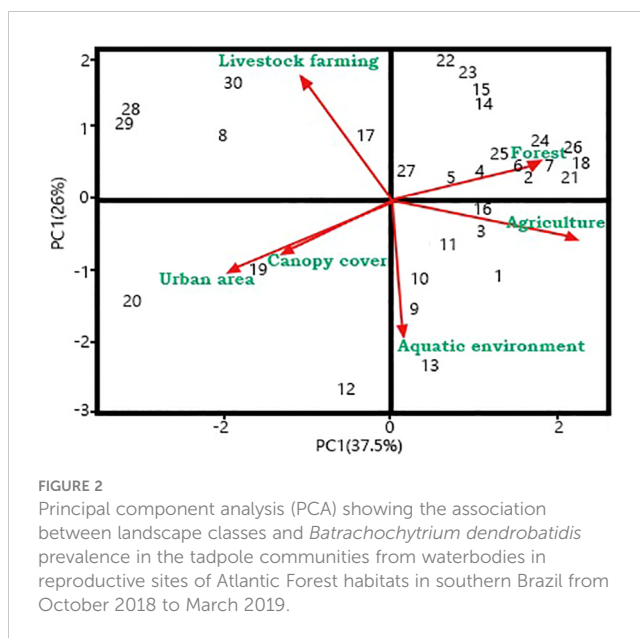 2
22
Livestock farming
23
30
15
14
28
1
29
8
17
24
26
25
Forest
18
6
7
27
4
5
2
21
0
16
Agriculture
3
11
Canopy cover
-1
19
10
1
Urban area
20
9
-2
Aquatic environment
13
12
-3
PC1(26%)
-2
0
2
PC1(37.5%)
FIGURE 2
Principal component analysis (PCA) showing the association
between landscape classes and Batrachochytrium dendrobatidis
prevalence in the tadpole communities from waterbodies in
reproductive sites of Atlantic Forest habitats in southern Brazil from
October 2018 to March 2019.